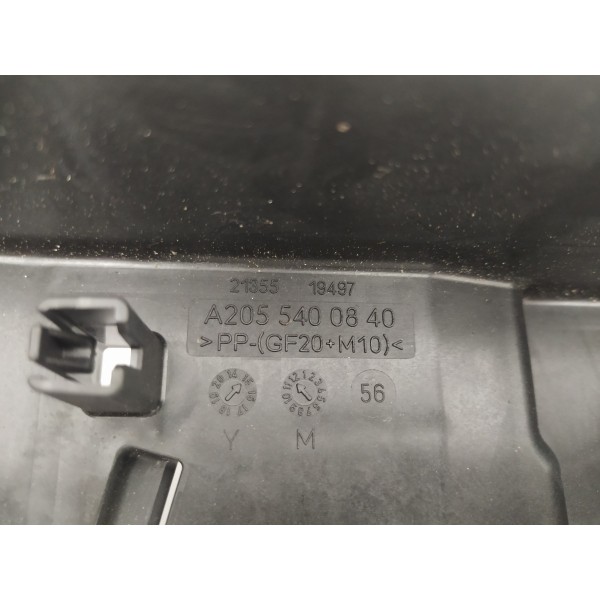 21355 19497
A205 540 08 40
>PP-(GF20+M10)<
56
Y M